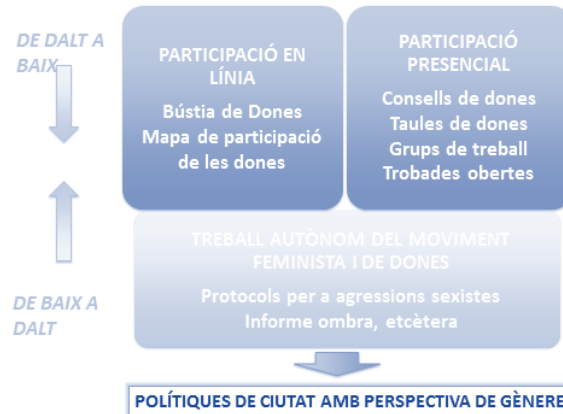 DE DALT A
BAIX
PARTICIPACIÓ EN
LÍNIA
Bústia de Dones
Mapa de participació
de les dones
PARTICIPACIÓ
PRESENCIAL
Consells de dones
Taules de dones
Grups de treball
Trobades obertes
DE BAIX A
DALT
TREBALL AUTÒNOM DEL MOVIMENT
FEMINISTA I DE DONES
Protocols per a agressions sexistes
Informe ombra, etcètera
POLÍTIQUES DE CIUTAT AMB PERSPECTIVA DE GÈNERE